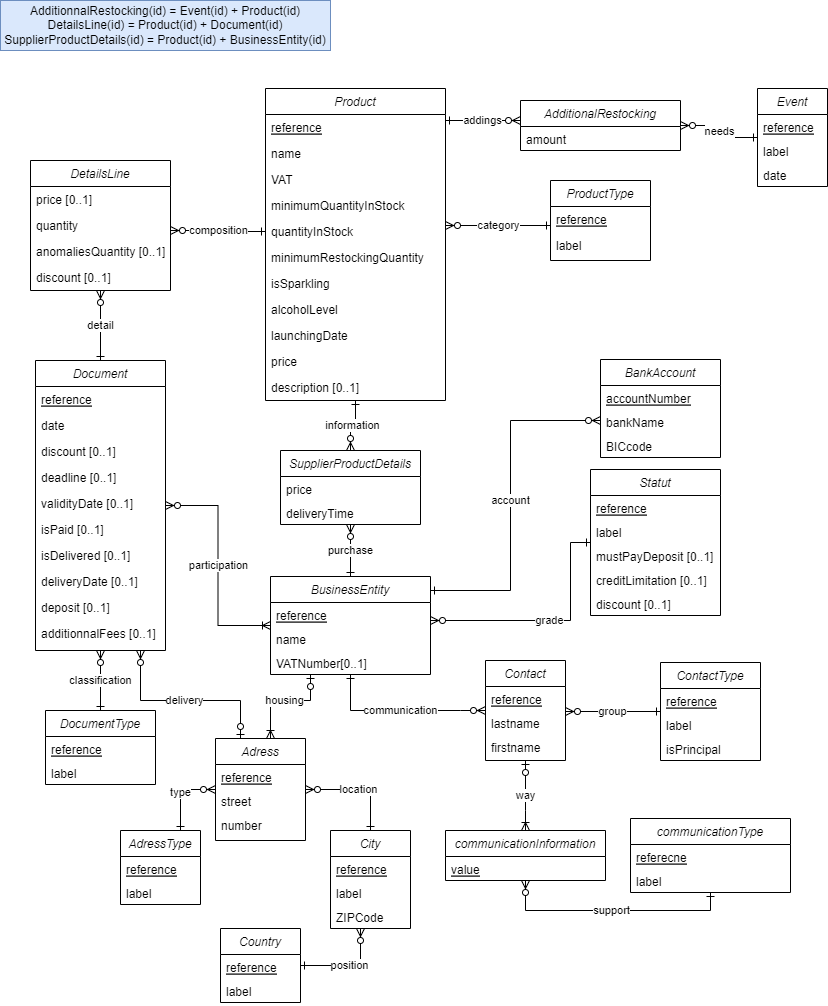 AdditionnalRestocking(id) = Event(id) + Product(id)
DetailsLine(id) = Product(id) + Document(id)
SupplierProductDetails(id) = Product(id) + BusinessEntity(id)
Product
reference
name
VAT
minimumQuantityInStock
quantityInStock
minimumRestockingQuantity
isSparkling
alcoholLevel
launchingDate
price
description [0..1]
addings
AdditionalRestocking
amount
needs
Event
reference
label
date
DetailsLine
price [0..1]
quantity
anomaliesQuantity [0..1]
discount [0..1]
composition
category
ProductType
reference
label
detail
Document
reference
date
discount [0..1]
deadline [0..1]
validityDate [0..1]
isPaid [0..1]
isDelivered [0..1]
deliveryDate [0..1]
deposit [0..1]
additionnalFees [0..1]
information
SupplierProductDetails
price
deliveryTime
purchase
BankAccount
accountNumber
bankName
BICcode
account
Statut
reference
label
mustPayDeposit [0..1]
creditLimitation [0..1]
discount [0..1]
participation
BusinessEntity
reference
name
VATNumber[0..1]
grade
classification
delivery
housing
communication
Contact
reference
lastname
firstname
group
ContactType
reference
label
isPrincipal
DocumentType
reference
label
Adress
reference
street
number
type
location
way
AdressType
reference
label
City
reference
label
ZIPCode
communicationInformation
value
communicationType
referecne
label
support
Country
reference
label
position